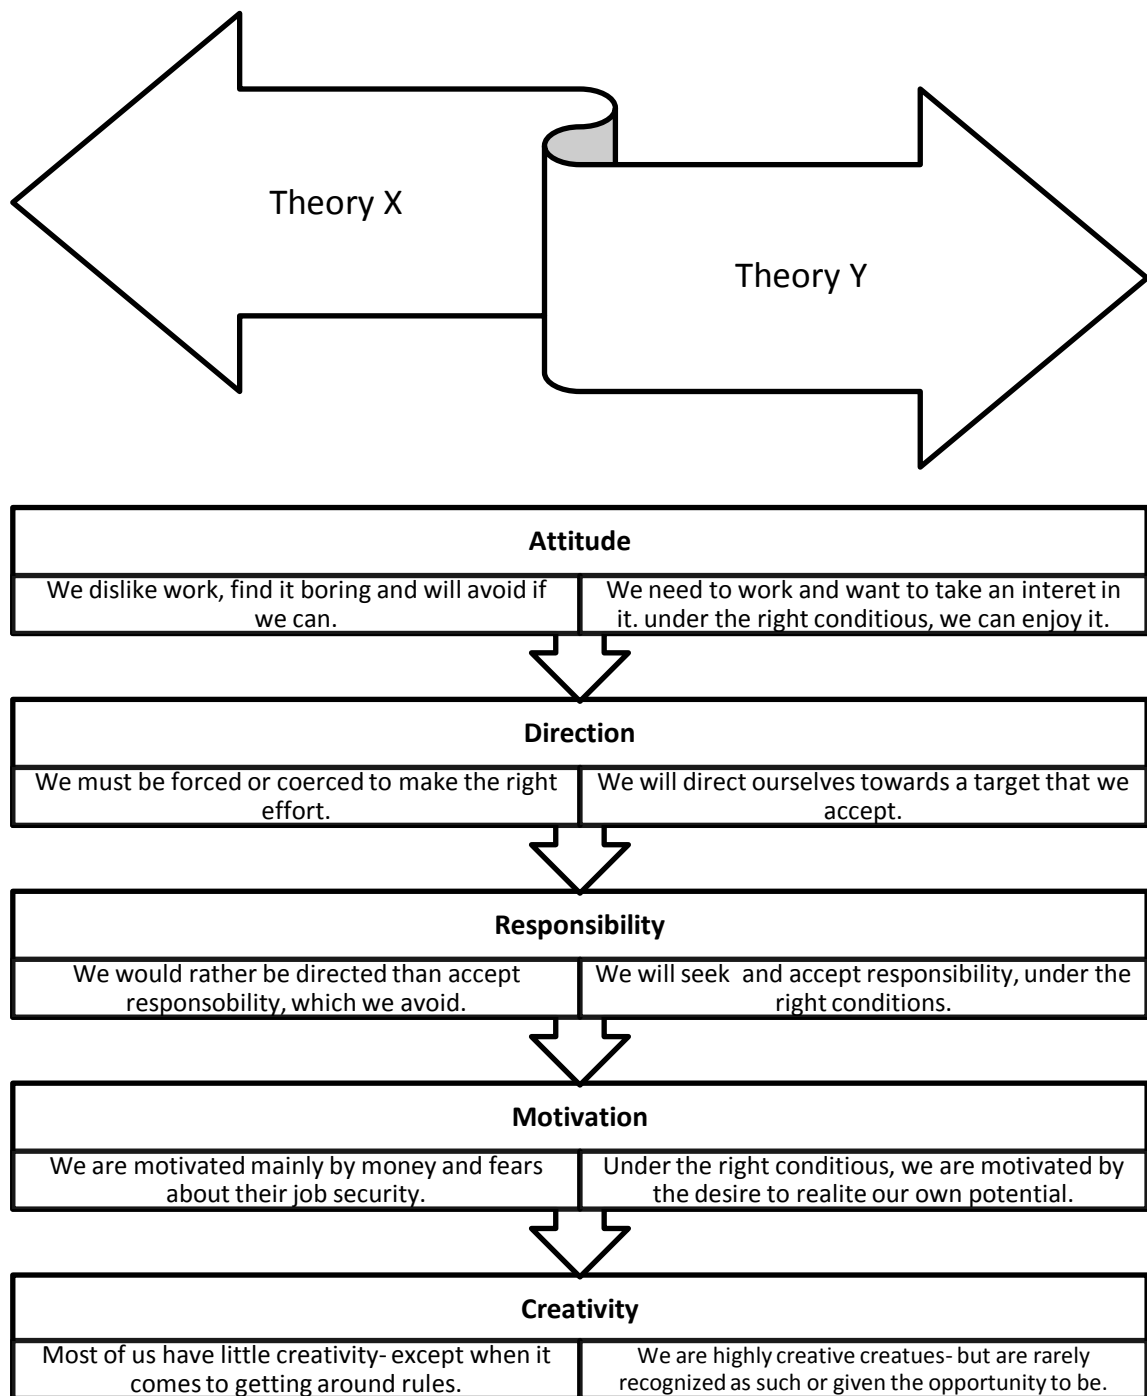 Theory X
Theory Y
Attitude
We dislike work, find it boring and will avoid if
we can.
We need to work and want to take an interet in
it. under the right conditious, we can enjoy it.
Direction
We must be forced or coerced to make the right
effort.
We will direct ourselves towards a target that we
accept.
Responsibility
We would rather be directed than accept
responsobility, which we avoid.
We will seek and accept responsibility, under the
right conditions.
Motivation
We are motivated mainly by money and fears
about their job security.
Under the right conditious, we are motivated by
the desire to realite our own potential.
Creativity
Most of us have little creativity- except when it
comes to getting around rules.
We are highly creative creatues- but are rarely
recognized as such or given the opportunity to be.